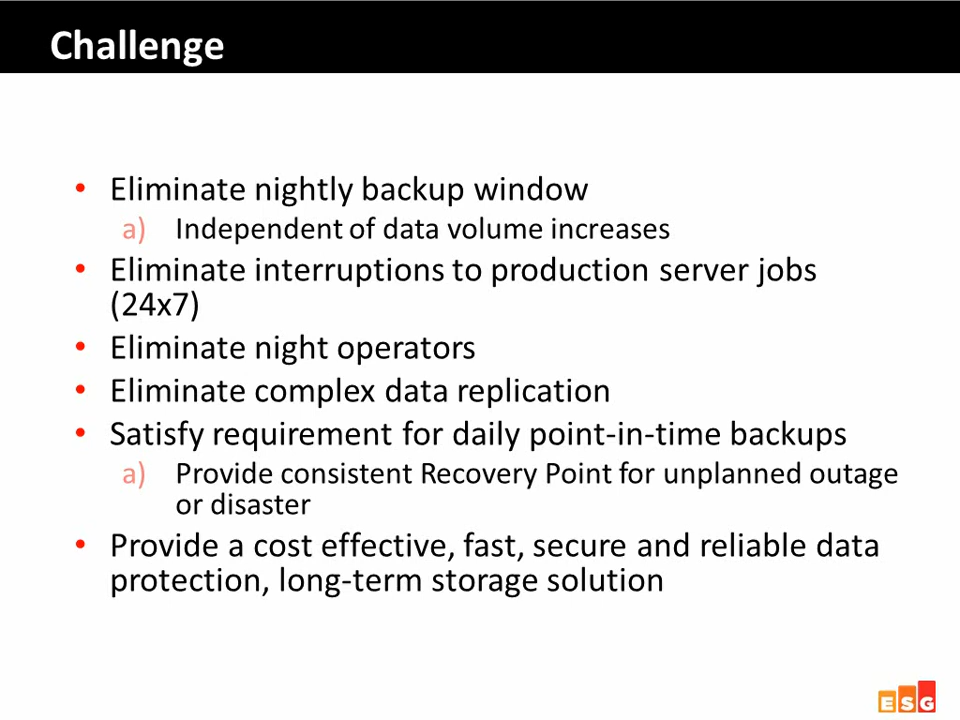 Challenge
• Eliminate nightly backup window
a) Independent of data volume increases
• Eliminate interruptions to production server jobs
(24x7)
• Eliminate night operators
• Eliminate complex data replication
• Satisfy requirement for daily point-in-time backups
a) Provide consistent Recovery Point for unplanned outage
or disaster
• Provide a cost effective, fast, secure and reliable data
protection, long-term storage solution
ESG